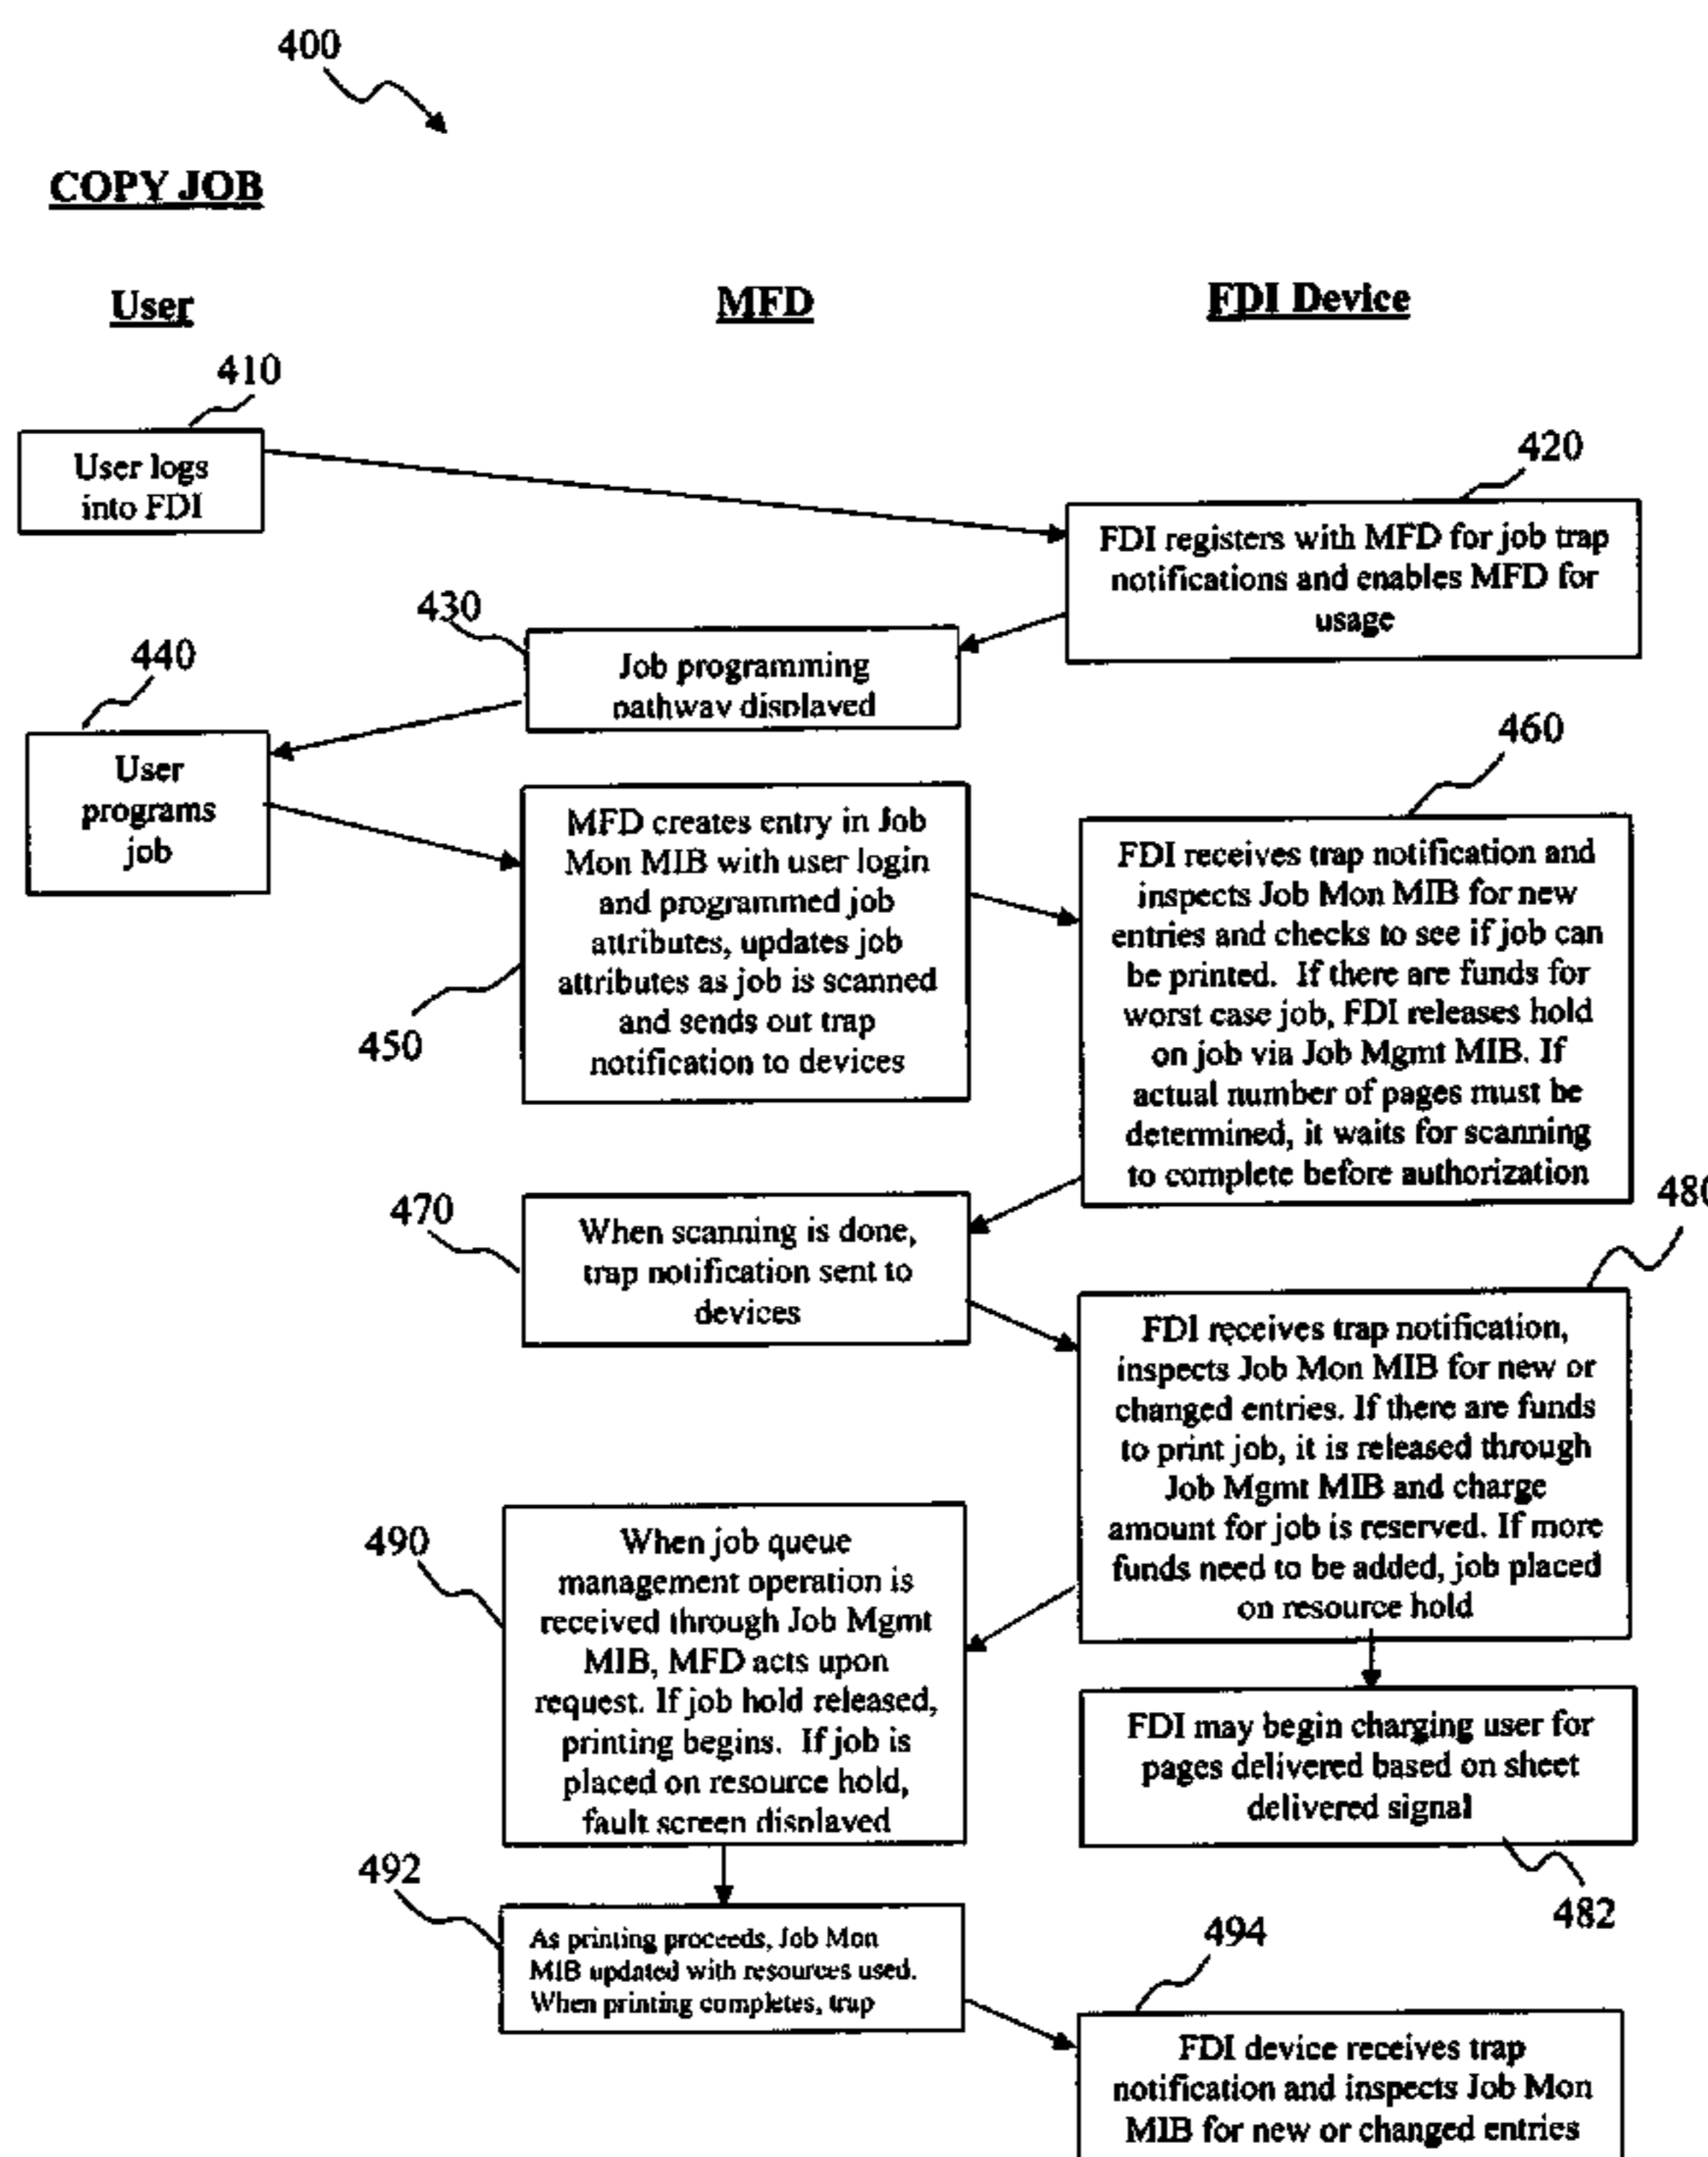 400
COPY JOB
User
MFD
FDI Device
410
User logs
into FDI
420
FDI registers with MFD for job trap
notifications and enables MFD for
usage
430
Job programming
pathway displayed
440
User
programs
job
450
MFD creates entry in Job
Mon MIB with user login
and programmed job
attributes, updates job
attributes as job is scanned
and sends out trap
notification to devices
460
FDI receives trap notification and
inspects Job Mon MIB for new
entries and checks to see if job can
be printed. If there are funds for
worst case job, FDI releases hold
on job via Job Mgmt MIB. If
actual number of pages must be
determined, it waits for scanning
to complete before authorization
470
When scanning is done,
trap notification sent to
devices
480
FDI receives trap notification,
inspects Job Mon MIB for new or
changed entries. If there are funds
to print job, it is released through
Job Mgmt MIB and charge
amount for job is reserved. If more
funds need to be added, job placed
on resource hold
490
When job queue
management operation is
received through Job Mgmt
MIB, MFD acts upon
request. If job hold released,
printing begins. If job is
placed on resource hold,
fault screen displayed
FDI may begin charging user for
pages delivered based on sheet
delivered signal
482
492
As printing proceeds, Job Mon
MIB updated with resources used.
When printing completes, trap
494
FDI device receives trap
notification and inspects Job Mon
MIB for new or changed entries